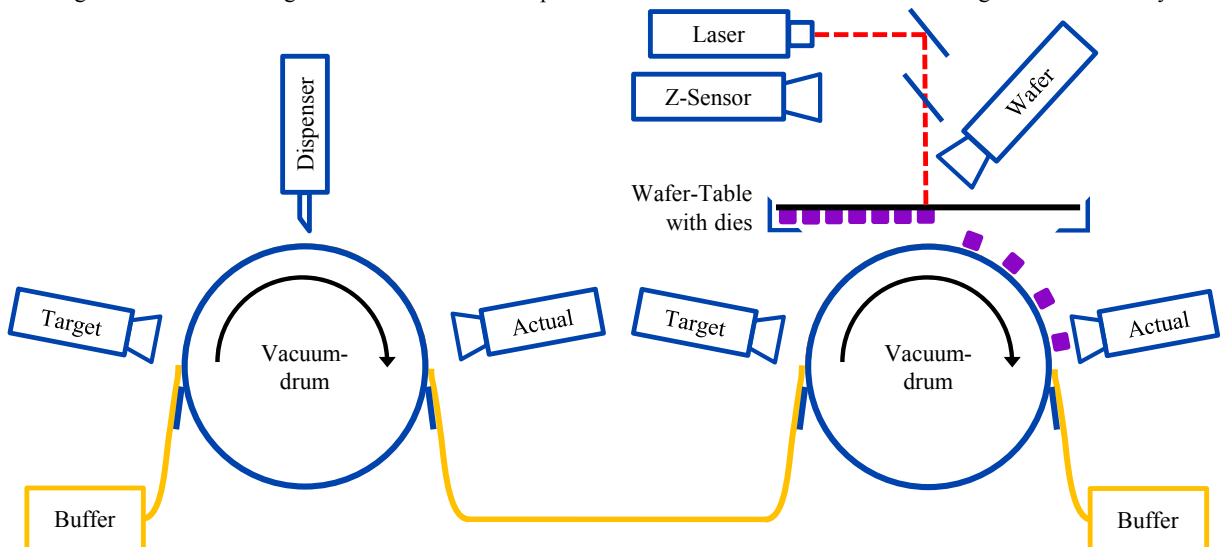 Laser
Z-Sensor
Wafer
Dispenser
Wafer-Table
with dies
Target
Actual
Target
Actual
Vacuum-
drum
Vacuum-
drum
Buffer
Buffer